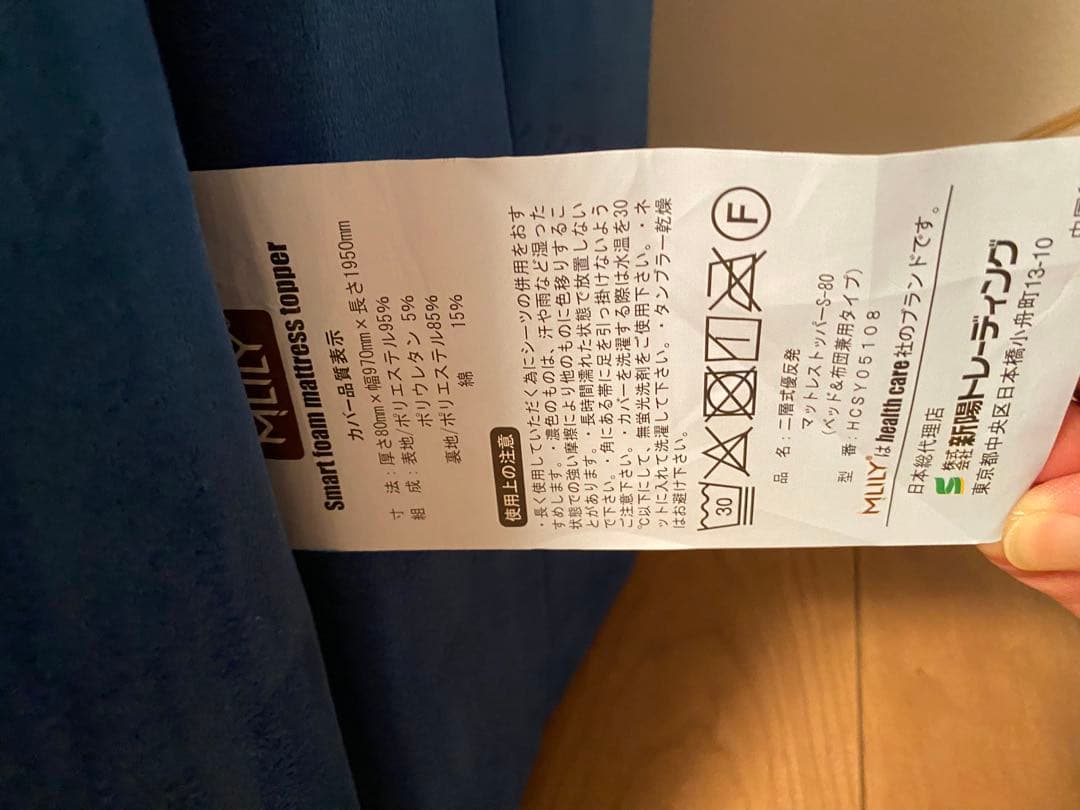 MLILY®
Smart foam mattress topper
カバー品質表示
寸 法：厚さ80mm×幅970mm×長さ1950mm
組 成：表地/ポリエステル95%
ポリウレタン 5%
裏地/ポリエステル85%
綿 15%
使用上の注意
・長く使用していただく為にシーツの併用をおす
すめします。・濃色のものは、汗や雨など湿った
状態での強い摩擦により他のものに色移りするこ
とがあります。・長時間濡れた状態で放置しない
で下さい。・角にある帯に足を引っ掛けないよう
ご注意下さい。・カバーを洗濯する際は水温を30
℃以下にして、無蛍光洗剤をご使用下さい。・ネ
ットに入れて洗濯して下さい。・タンブラー乾燥
はお避け下さい。
30 F
品 名：二層式優反発
マットレストッパーS-80
（ベッド&布団兼用タイプ）
型 番：HCSY05108
MLILY®は health care 社のブランドです。
日本総代理店
株式会社 新陽トレーディング
東京都中央区日本橋小舟町13-10